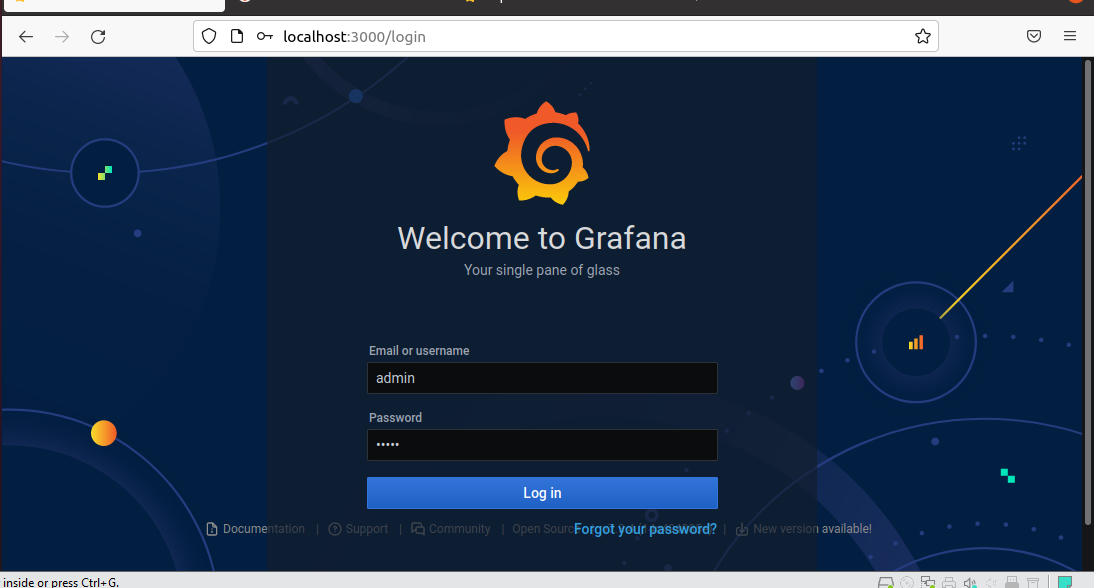 localhost:3000/login
Welcome to Grafana
Your single pane of glass
Email or username
admin
Password
•••••
Log in
Documentation | Support | Community | Open Source Forgot your password? | New version available!
inside or press Ctrl+G.